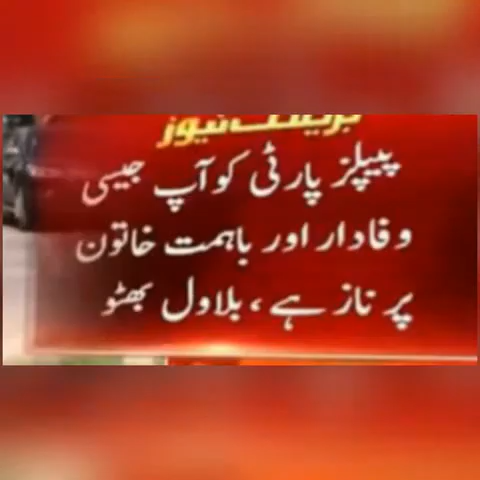 بریکنگ نیوز
پیپلز پارٹی کو آپ جیسی
وفادار اور باہمت خاتون
پر ناز ہے، بلاول بھٹو